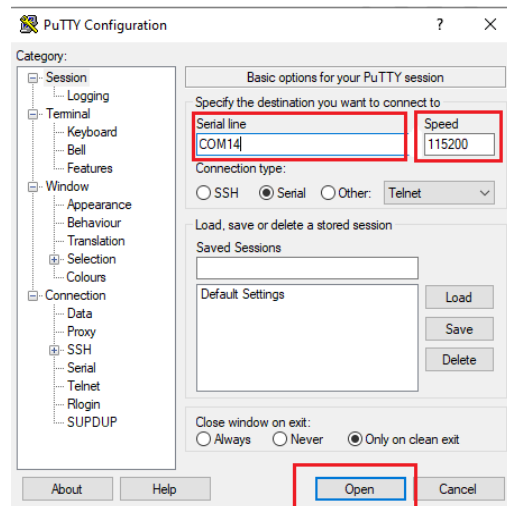 PuTTY Configuration ? ×
Category:
Session
Logging
Terminal
Keyboard
Bell
Features
Window
Appearance
Behaviour
Translation
Selection
Colours
Connection
Data
Proxy
SSH
Serial
Telnet
Rlogin
SUPDUP
Basic options for your PuTTY session
Specify the destination you want to connect to
Serial line Speed
COM14 115200
Connection type:
SSH Serial Other: Telnet
Load, save or delete a stored session
Saved Sessions
Default Settings
Load
Save
Delete
Close window on exit:
Always Never Only on clean exit
About Help Open Cancel